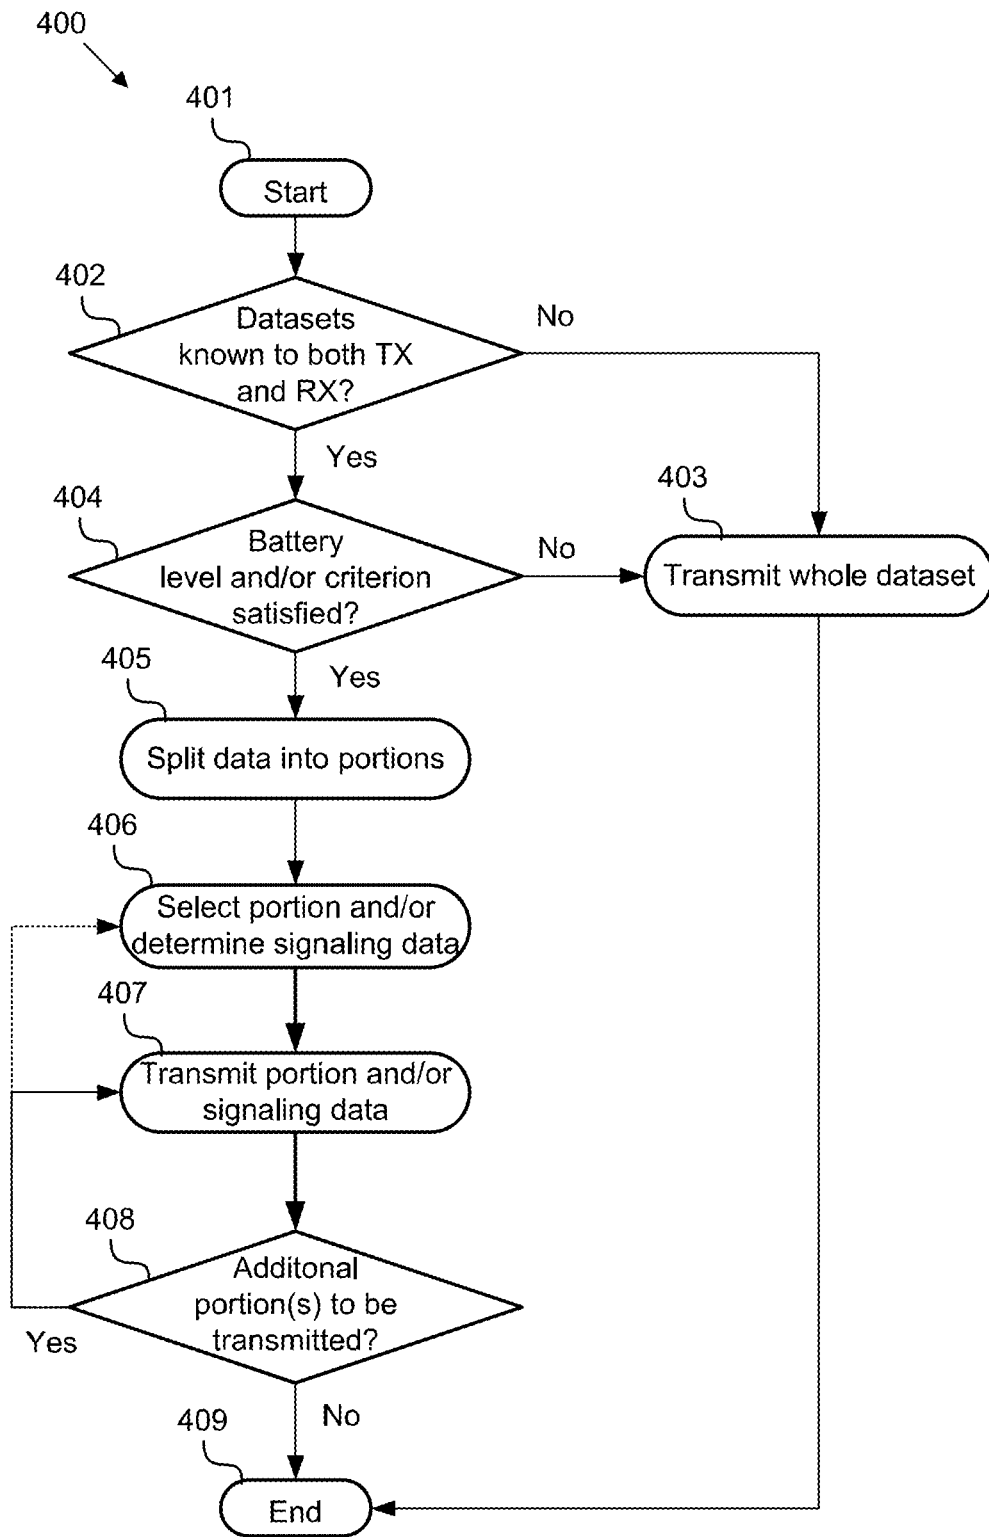 400
401
Start
402
Datasets
known to both TX
and RX?
No
Yes
403
404
Battery
level and/or criterion
satisfied?
No
Transmit whole dataset
Yes
405
Split data into portions
406
Select portion and/or
determine signaling data
407
Transmit portion and/or
signaling data
408
Additonal
portion(s) to be
transmitted?
Yes
No
409
End